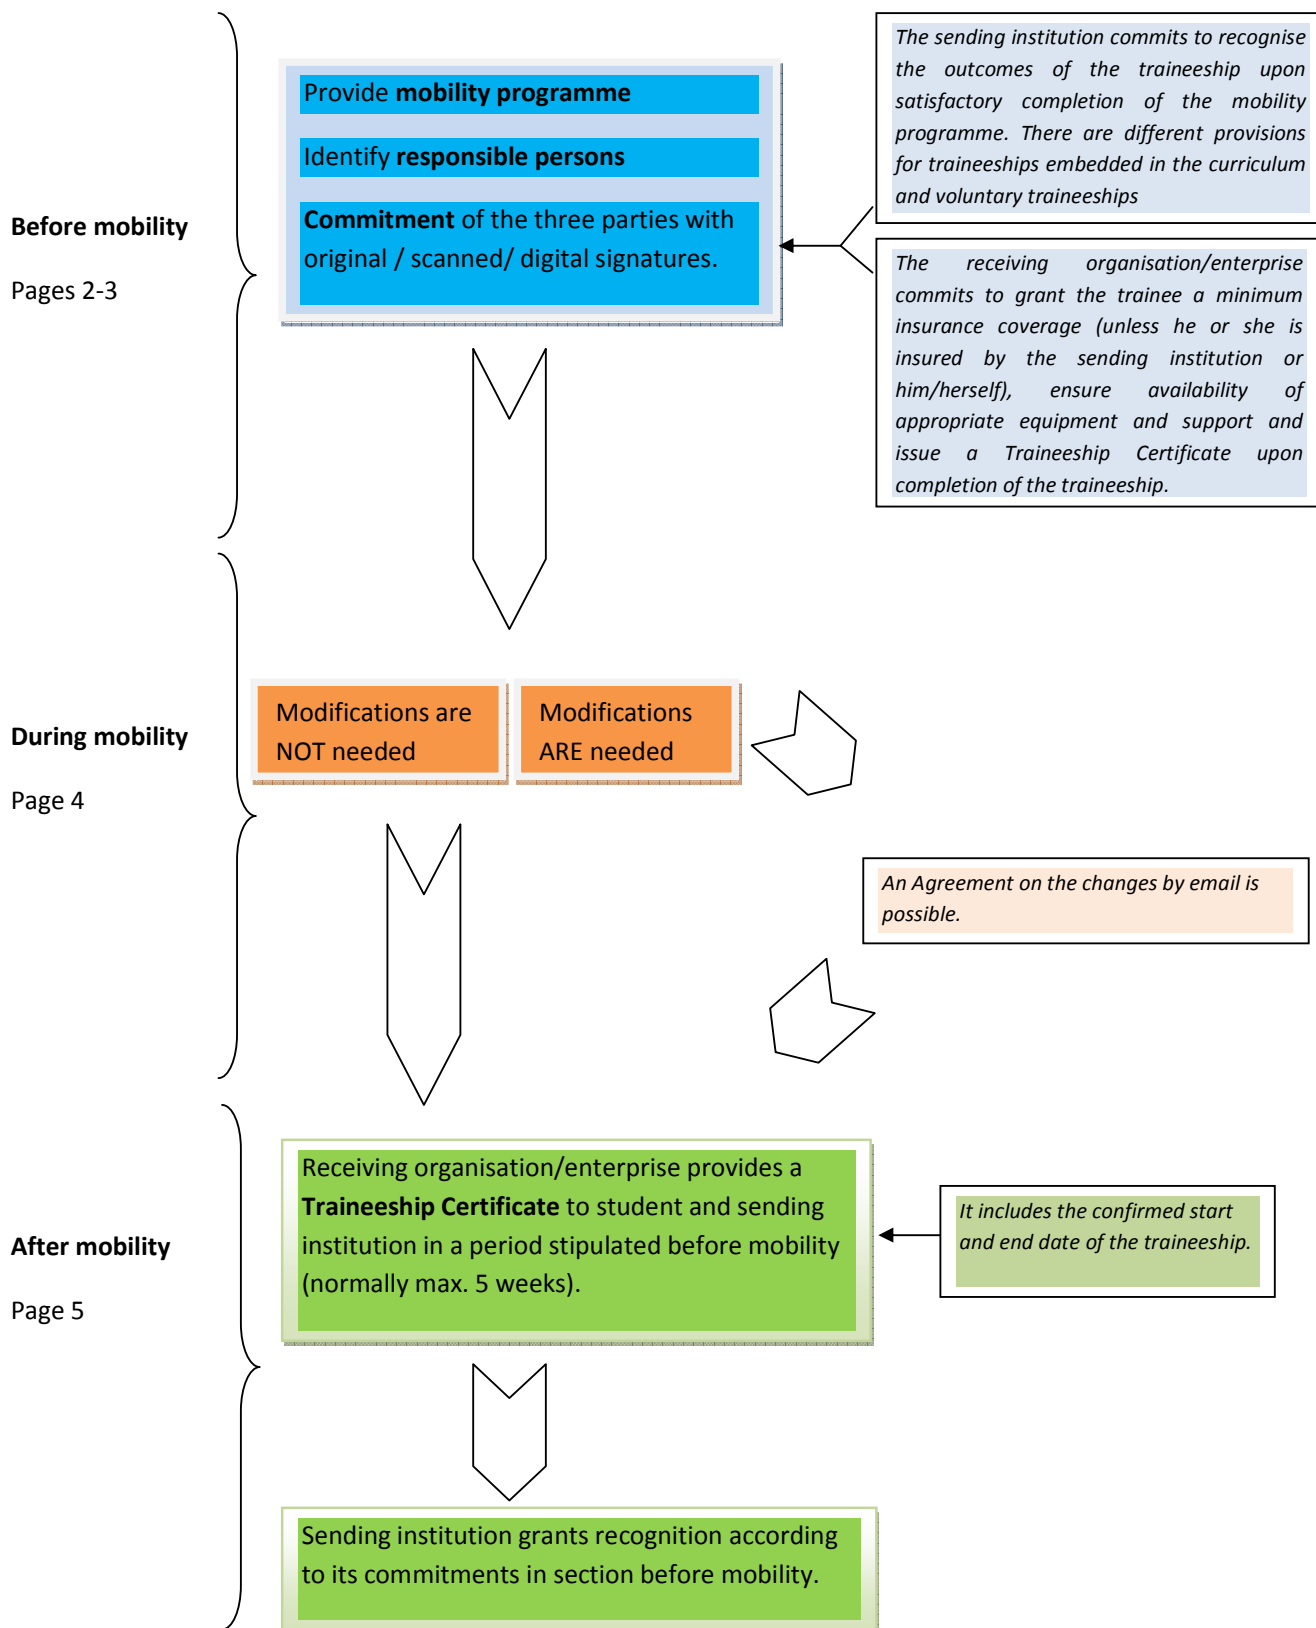 Before mobility
Pages 2-3
Provide mobility programme
Identify responsible persons
Commitment of the three parties with
original / scanned/ digital signatures.
The sending institution commits to recognise
the outcomes of the traineeship upon
satisfactory completion of the mobility
programme. There are different provisions
for traineeships embedded in the curriculum
and voluntary traineeships
The receiving organisation/enterprise
commits to grant the trainee a minimum
insurance coverage (unless he or she is
insured by the sending institution or
him/herself), ensure availability of
appropriate equipment and support and
issue a Traineeship Certificate upon
completion of the traineeship.
During mobility
Page 4
Modifications are
NOT needed
Modifications
ARE needed
An Agreement on the changes by email is
possible.
After mobility
Page 5
Receiving organisation/enterprise provides a
Traineeship Certificate to student and sending
institution in a period stipulated before mobility
(normally max. 5 weeks).
It includes the confirmed start
and end date of the traineeship.
Sending institution grants recognition according
to its commitments in section before mobility.